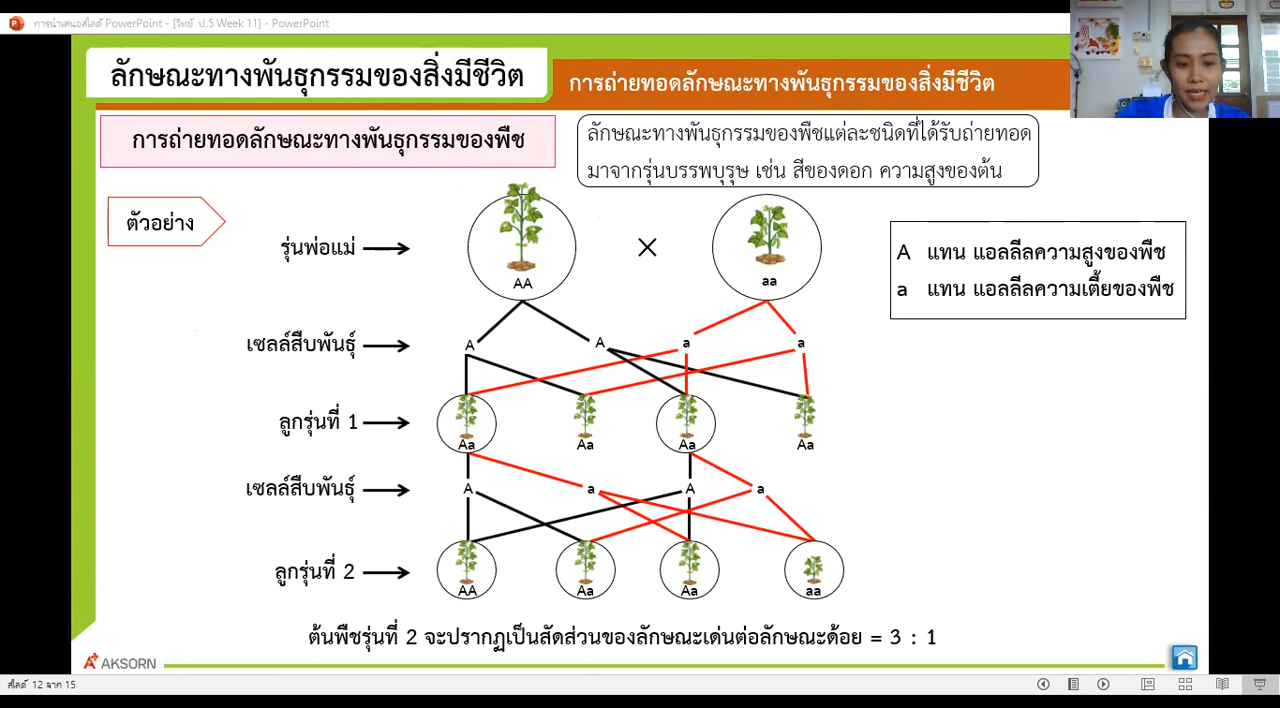 การนำเสนอสไลด์ PowerPoint - [วิทย์ ป.5 Week 11] - PowerPoint
ลักษณะทางพันธุกรรมของสิ่งมีชีวิต
การถ่ายทอดลักษณะทางพันธุกรรมของสิ่งมีชีวิต
การถ่ายทอดลักษณะทางพันธุกรรมของพืช
ลักษณะทางพันธุกรรมของพืชแต่ละชนิดที่ได้รับถ่ายทอด
มาจากรุ่นบรรพบุรุษ เช่น สีของดอก ความสูงของต้น
ตัวอย่าง
รุ่นพ่อแม่
AA
×
aa
A แทน แอลลีลความสูงของพืช
a แทน แอลลีลความเตี้ยของพืช
เซลล์สืบพันธุ์
A A a a
ลูกรุ่นที่ 1
Aa Aa Aa Aa
เซลล์สืบพันธุ์
A a A a
ลูกรุ่นที่ 2
AA Aa Aa aa
ต้นพืชรุ่นที่ 2 จะปรากฏเป็นสัดส่วนของลักษณะเด่นต่อลักษณะด้อย = 3 : 1
AKSORN
สไลด์ 12 จาก 15